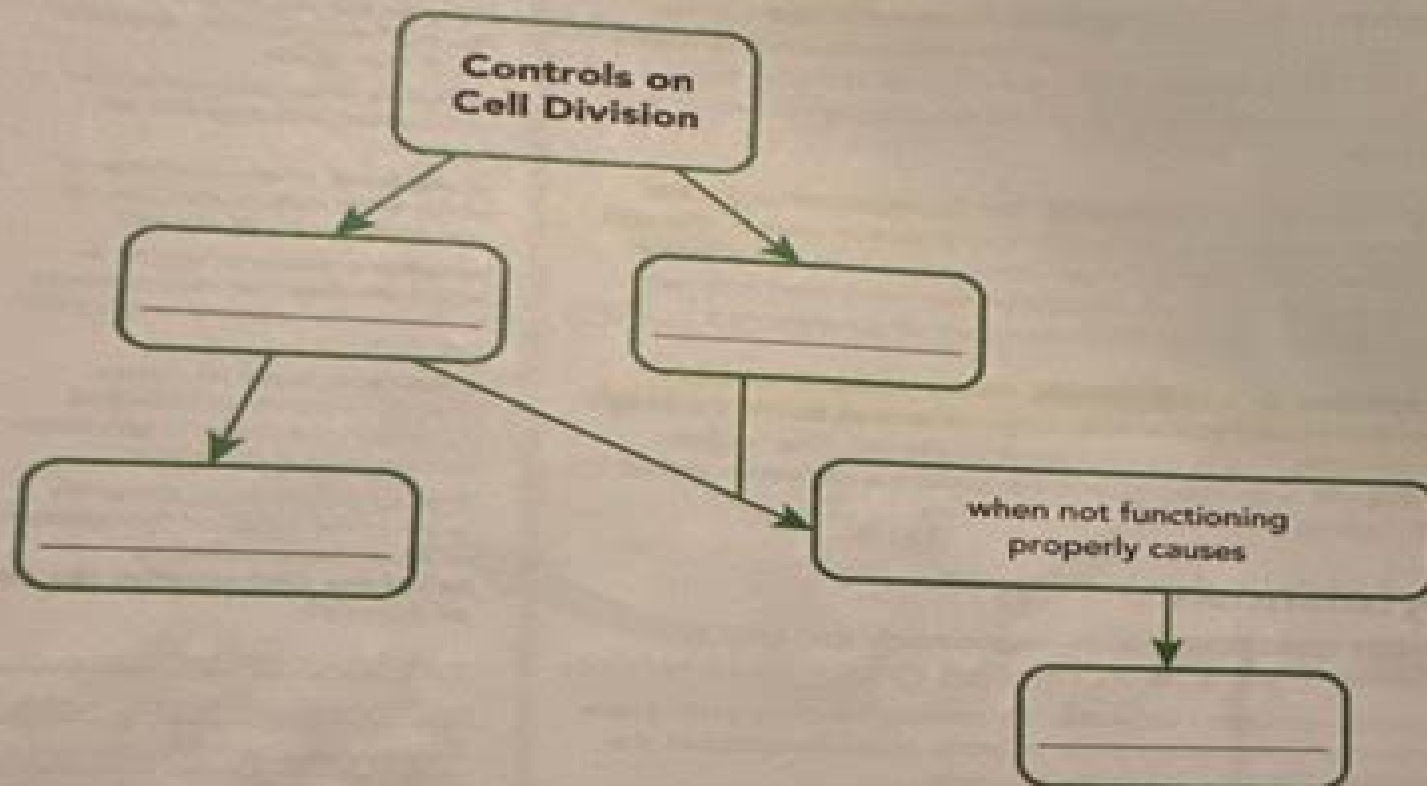 Controls on
Cell Division
when not functioning
properly causes